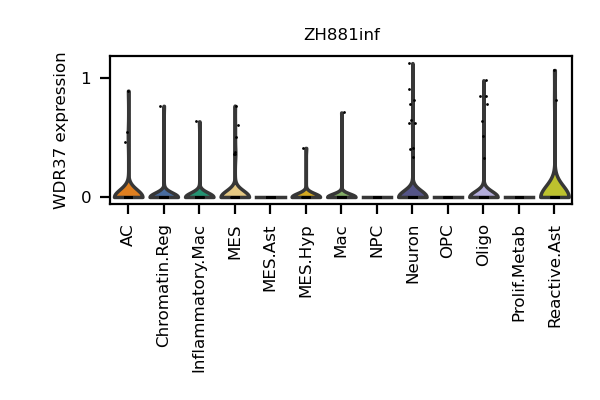 ZH881inf
WDR37 expression
1
0
AC
Chromatin.Reg
Inflammatory.Mac
MES
MES.Ast
MES.Hyp
Mac
NPC
Neuron
OPC
Oligo
Prolif.Metab
Reactive.Ast